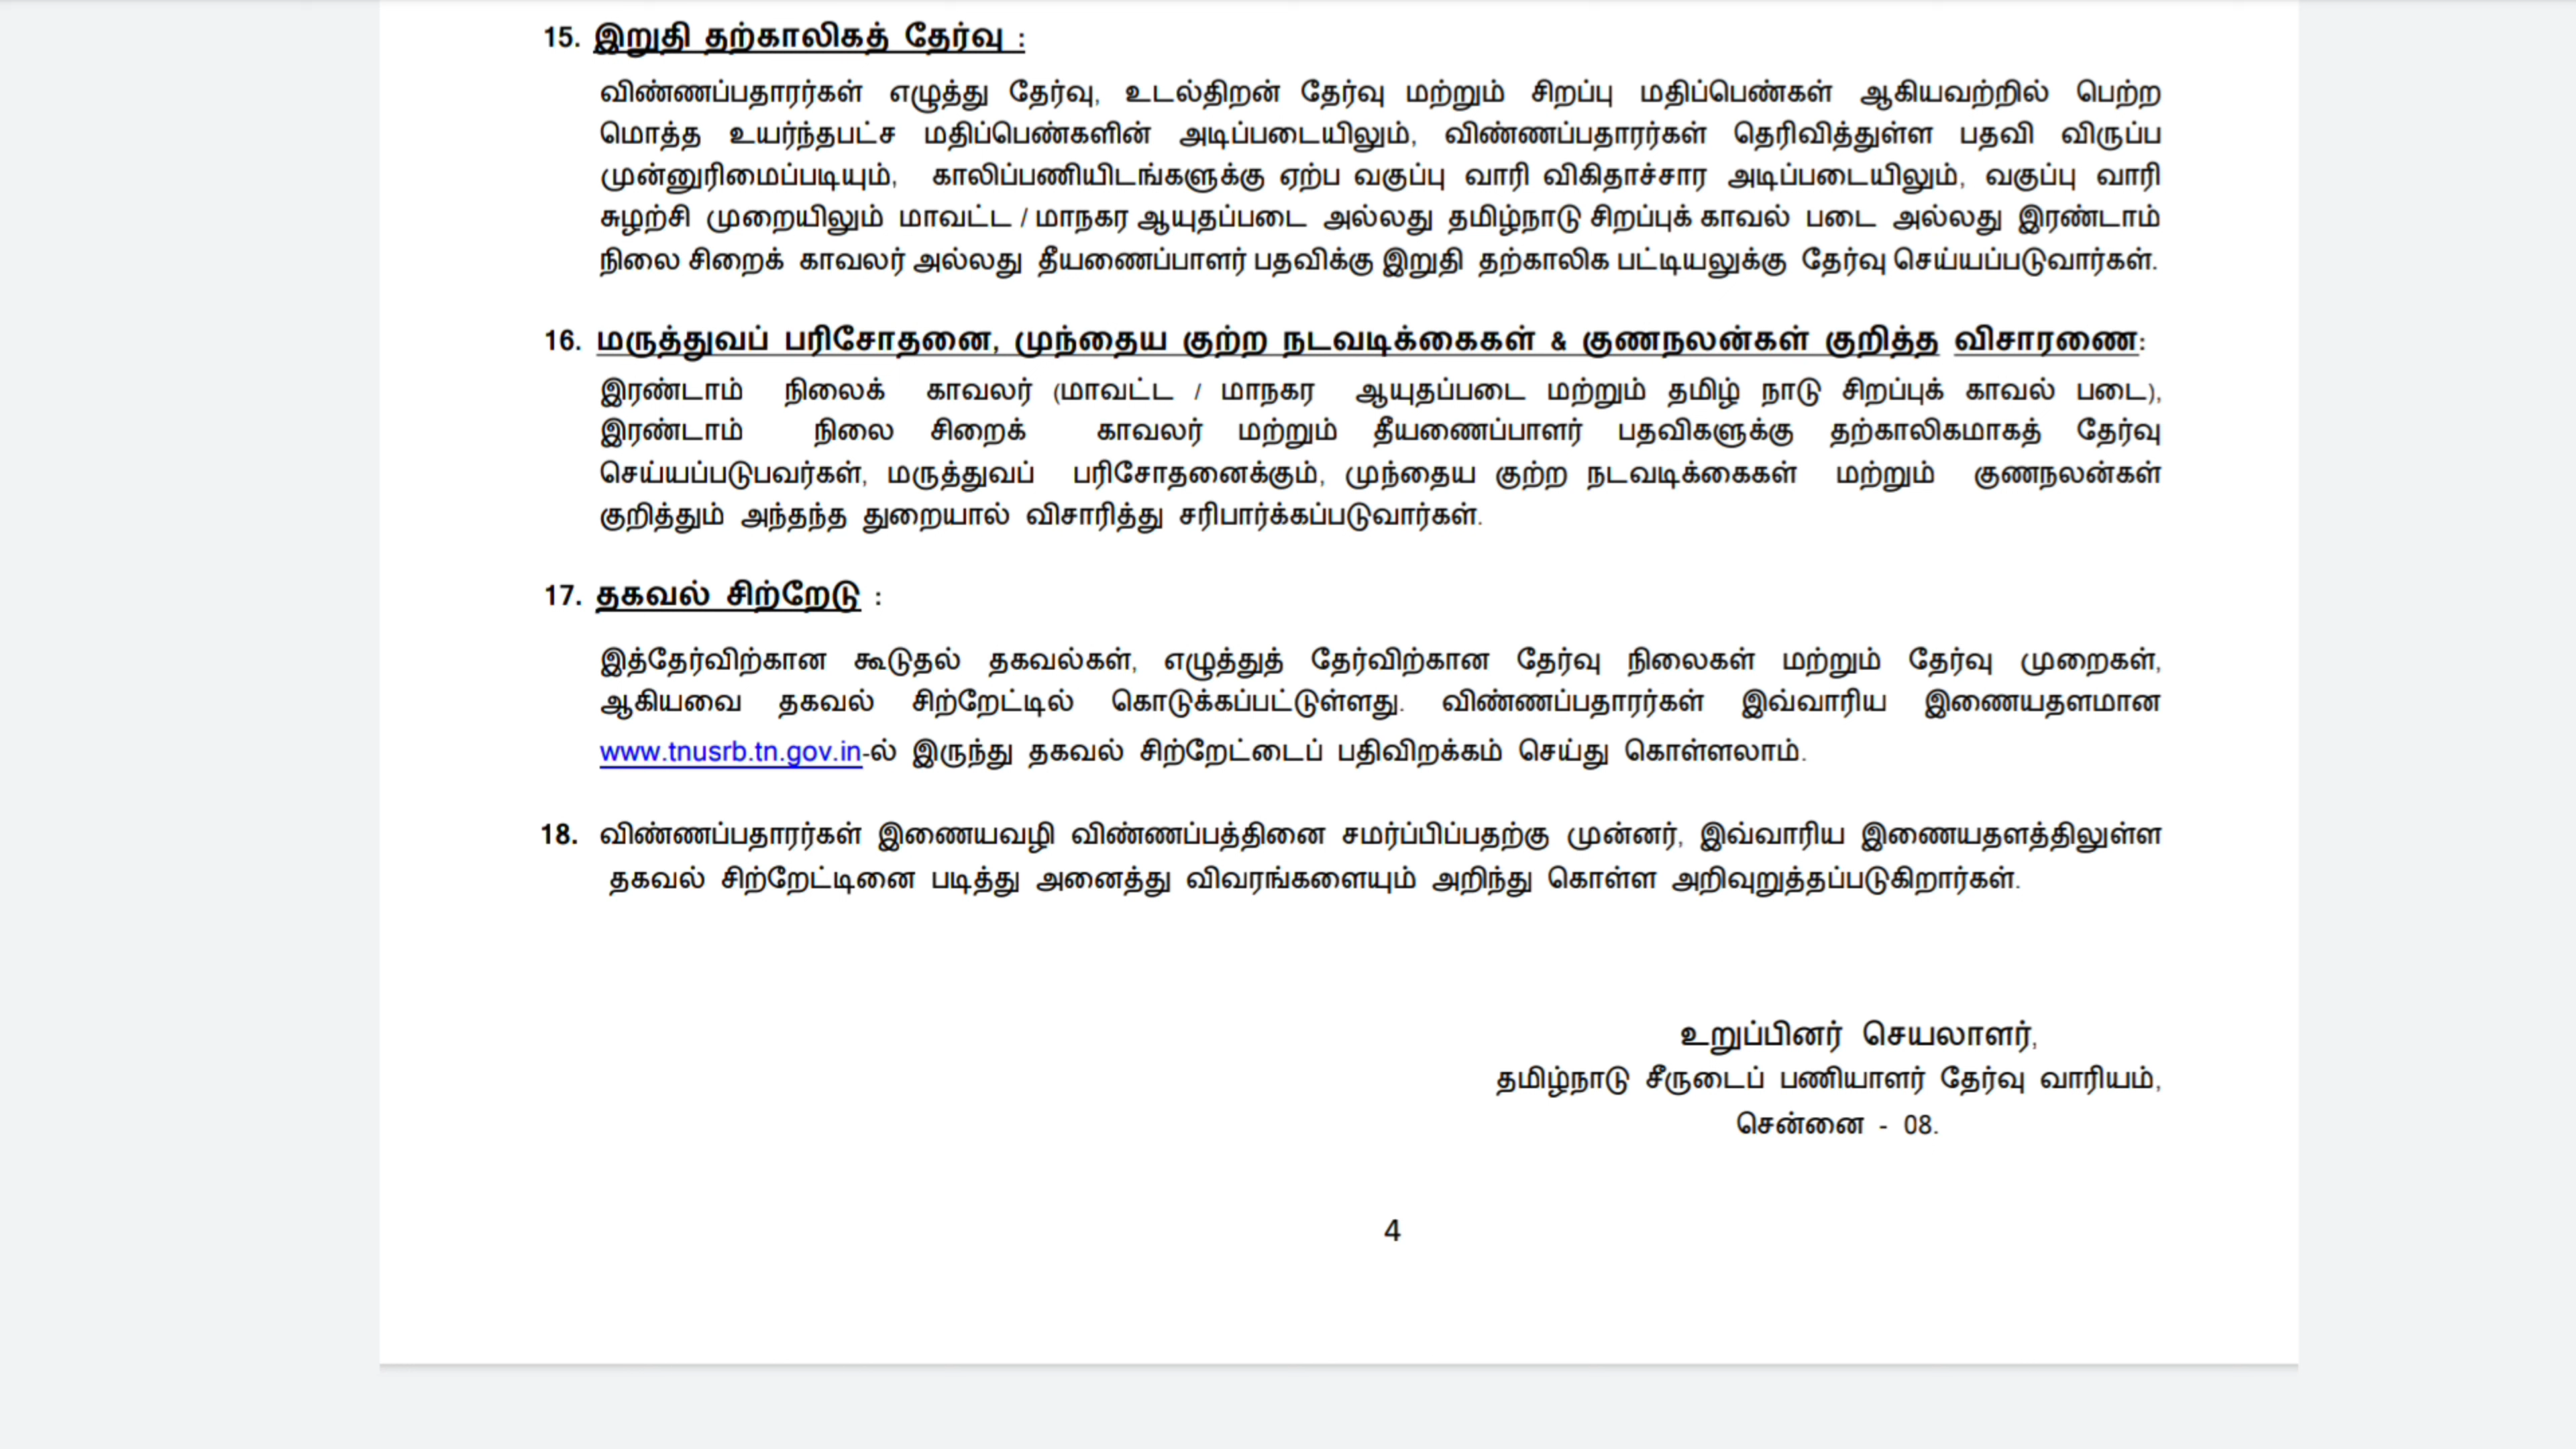 15. இறுதி தற்காலிகத் தேர்வு :
விண்ணப்பதாரர்கள் எழுத்து தேர்வு, உடல்திறன் தேர்வு மற்றும் சிறப்பு மதிப்பெண்கள் ஆகியவற்றில் பெற்ற
மொத்த உயர்ந்தபட்ச மதிப்பெண்களின் அடிப்படையிலும், விண்ணப்பதாரர்கள் தெரிவித்துள்ள பதவி விருப்ப
முன்னுரிமைப்படியும், காலிப்பணியிடங்களுக்கு ஏற்ப வகுப்பு வாரி விகிதாச்சார அடிப்படையிலும், வகுப்பு வாரி
சுழற்சி முறையிலும் மாவட்ட / மாநகர ஆயுதப்படை அல்லது தமிழ்நாடு சிறப்புக் காவல் படை அல்லது இரண்டாம்
நிலை சிறைக் காவலர் அல்லது தீயணைப்பாளர் பதவிக்கு இறுதி தற்காலிக பட்டியலுக்கு தேர்வு செய்யப்படுவார்கள்.
16. மருத்துவப் பரிசோதனை, முந்தைய குற்ற நடவடிக்கைகள் & குணநலன்கள் குறித்த விசாரணை:
இரண்டாம் நிலைக் காவலர் (மாவட்ட / மாநகர ஆயுதப்படை மற்றும் தமிழ் நாடு சிறப்புக் காவல் படை),
இரண்டாம் நிலை சிறைக் காவலர் மற்றும் தீயணைப்பாளர் பதவிகளுக்கு தற்காலிகமாகத் தேர்வு
செய்யப்படுபவர்கள், மருத்துவப் பரிசோதனைக்கும், முந்தைய குற்ற நடவடிக்கைகள் மற்றும் குணநலன்கள்
குறித்தும் அந்தந்த துறையால் விசாரித்து சரிபார்க்கப்படுவார்கள்.
17. தகவல் சிற்றேடு :
இத்தேர்விற்கான கூடுதல் தகவல்கள், எழுத்துத் தேர்விற்கான தேர்வு நிலைகள் மற்றும் தேர்வு முறைகள்,
ஆகியவை தகவல் சிற்றேட்டில் கொடுக்கப்பட்டுள்ளது. விண்ணப்பதாரர்கள் இவ்வாரிய இணையதளமான
www.tnusrb.tn.gov.in-ல் இருந்து தகவல் சிற்றேட்டைப் பதிவிறக்கம் செய்து கொள்ளலாம்.
18. விண்ணப்பதாரர்கள் இணையவழி விண்ணப்பத்தினை சமர்ப்பிப்பதற்கு முன்னர், இவ்வாரிய இணையதளத்திலுள்ள
தகவல் சிற்றேட்டினை படித்து அனைத்து விவரங்களையும் அறிந்து கொள்ள அறிவுறுத்தப்படுகிறார்கள்.
உறுப்பினர் செயலாளர்,
தமிழ்நாடு சீருடைப் பணியாளர் தேர்வு வாரியம்,
சென்னை - 08.
4